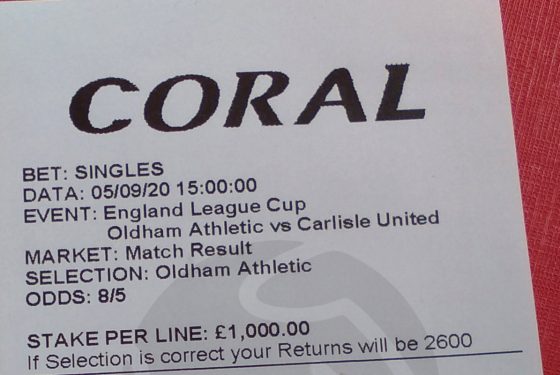 CORAL
BET: SINGLES
DATA: 05/09/20 15:00:00
EVENT: England League Cup
Oldham Athletic vs Carlisle United
MARKET: Match Result
SELECTION: Oldham Athletic
ODDS: 8/5
STAKE PER LINE: £1,000.00
If Selection is correct your Returns will be 2600